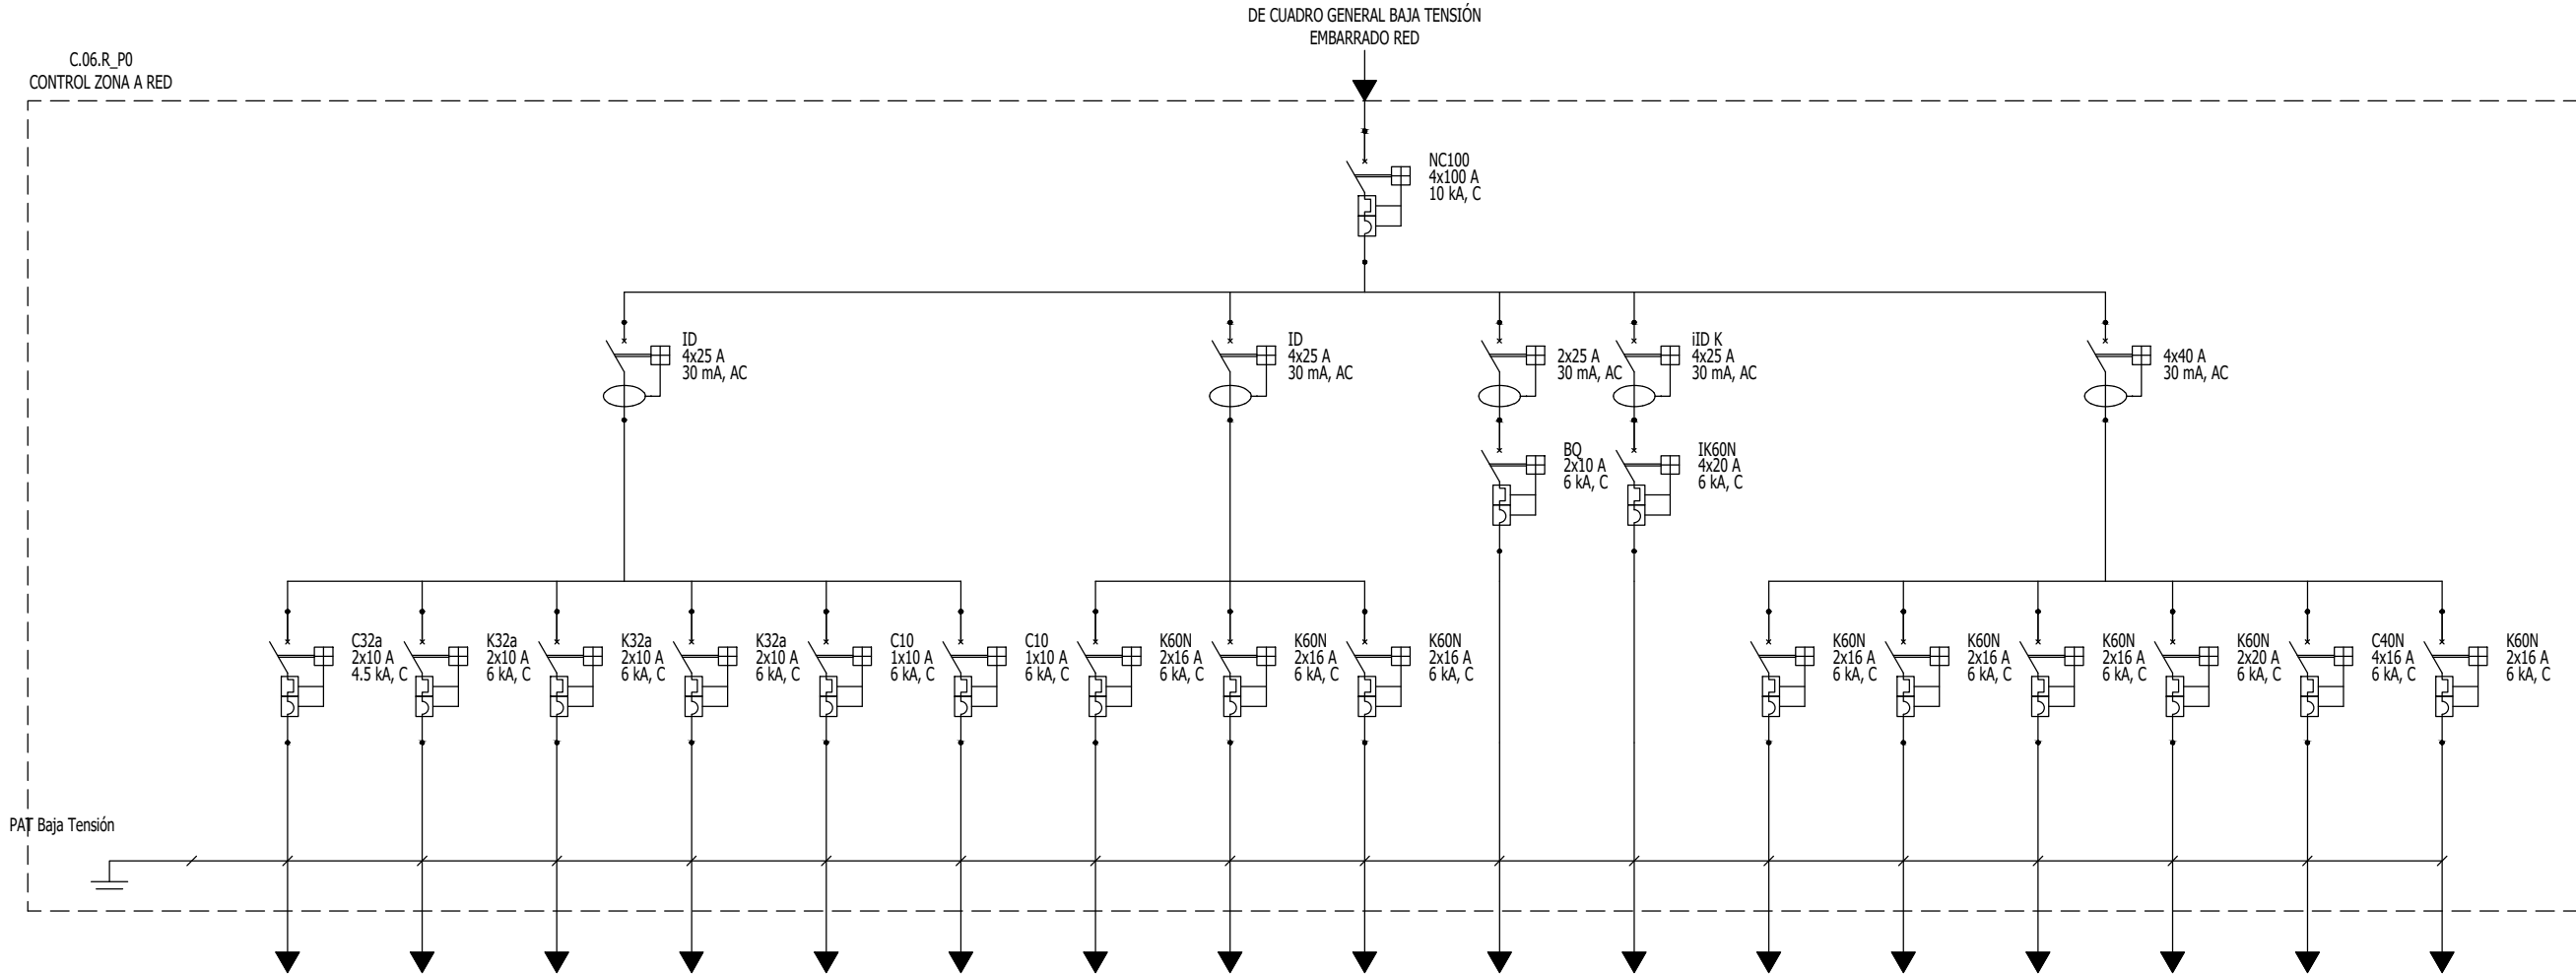 DE CUADRO GENERAL BAJA TENSIÓN
EMBARRADO RED
C.06.R_P0
CONTROL ZONA A RED
NC100
4x100 A
10 kA, C
ID
4x25 A
30 mA, AC
ID
4x25 A
30 mA, AC
2x25 A
30 mA, AC
iID K
4x25 A
30 mA, AC
4x40 A
30 mA, AC
BQ
2x10 A
6 kA, C
IK60N
4x20 A
6 kA, C
C32a
2x10 A
4.5 kA, C
K32a
2x10 A
6 kA, C
K32a
2x10 A
6 kA, C
K32a
2x10 A
6 kA, C
C10
1x10 A
6 kA, C
C10
1x10 A
6 kA, C
K60N
2x16 A
6 kA, C
K60N
2x16 A
6 kA, C
K60N
2x16 A
6 kA, C
K60N
2x16 A
6 kA, C
K60N
2x16 A
6 kA, C
K60N
2x16 A
6 kA, C
K60N
2x20 A
6 kA, C
C40N
4x16 A
6 kA, C
K60N
2x16 A
6 kA, C
PAT Baja Tensión